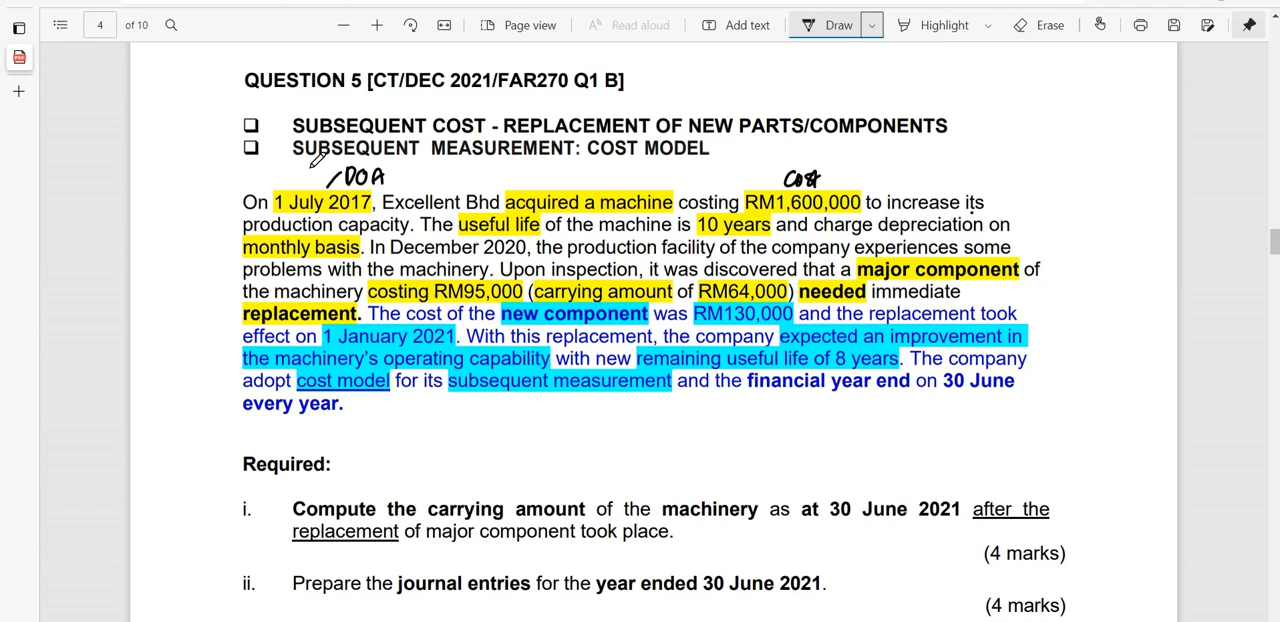 4 of 10 Page view Read aloud Add text Draw Highlight Erase
QUESTION 5 [CT/DEC 2021/FAR270 Q1 B]
❑ SUBSEQUENT COST - REPLACEMENT OF NEW PARTS/COMPONENTS
❑ SUBSEQUENT MEASUREMENT: COST MODEL
DOA Cost
On 1 July 2017, Excellent Bhd acquired a machine costing RM1,600,000 to increase its
production capacity. The useful life of the machine is 10 years and charge depreciation on
monthly basis. In December 2020, the production facility of the company experiences some
problems with the machinery. Upon inspection, it was discovered that a major component of
the machinery costing RM95,000 (carrying amount of RM64,000) needed immediate
replacement. The cost of the new component was RM130,000 and the replacement took
effect on 1 January 2021. With this replacement, the company expected an improvement in
the machinery's operating capability with new remaining useful life of 8 years. The company
adopt cost model for its subsequent measurement and the financial year end on 30 June
every year.
Required:
i. Compute the carrying amount of the machinery as at 30 June 2021 after the
replacement of major component took place.
(4 marks)
ii. Prepare the journal entries for the year ended 30 June 2021.
(4 marks)